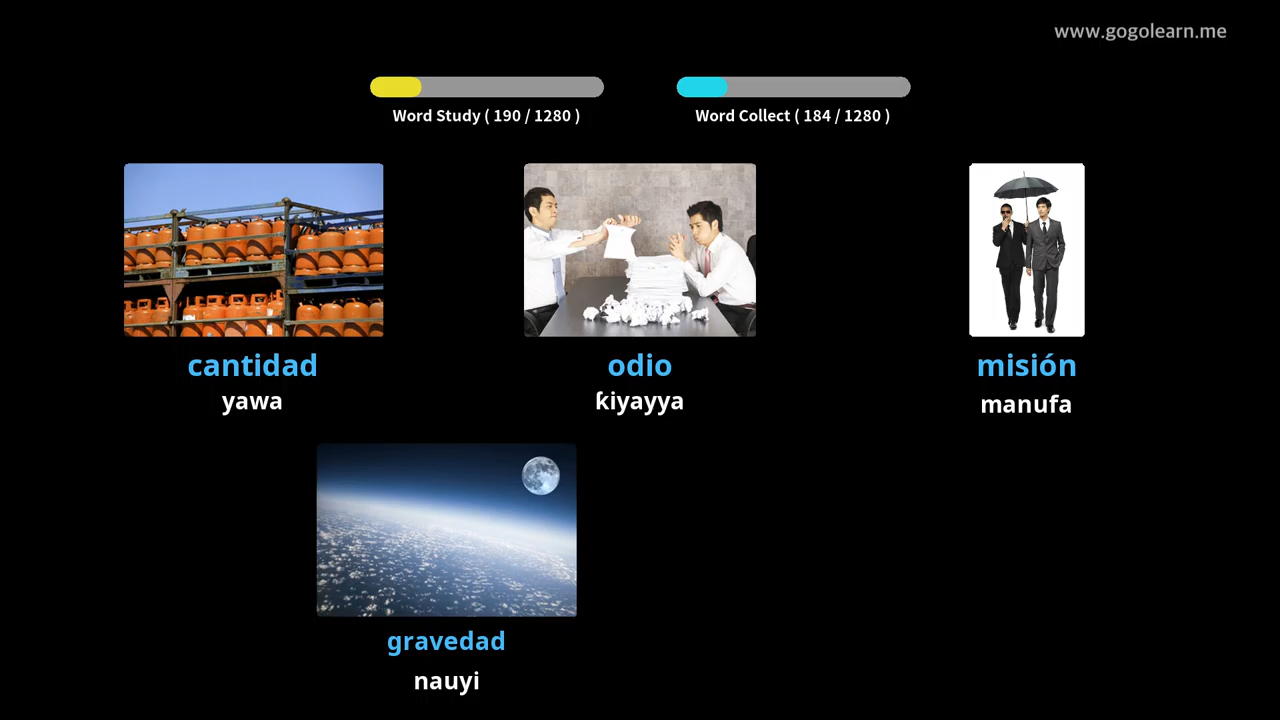 www.gogolearn.me
Word Study ( 190 / 1280 )
Word Collect ( 184 / 1280 )
cantidad
yawa
odio
ƙiyayya
misión
manufa
gravedad
nauyi